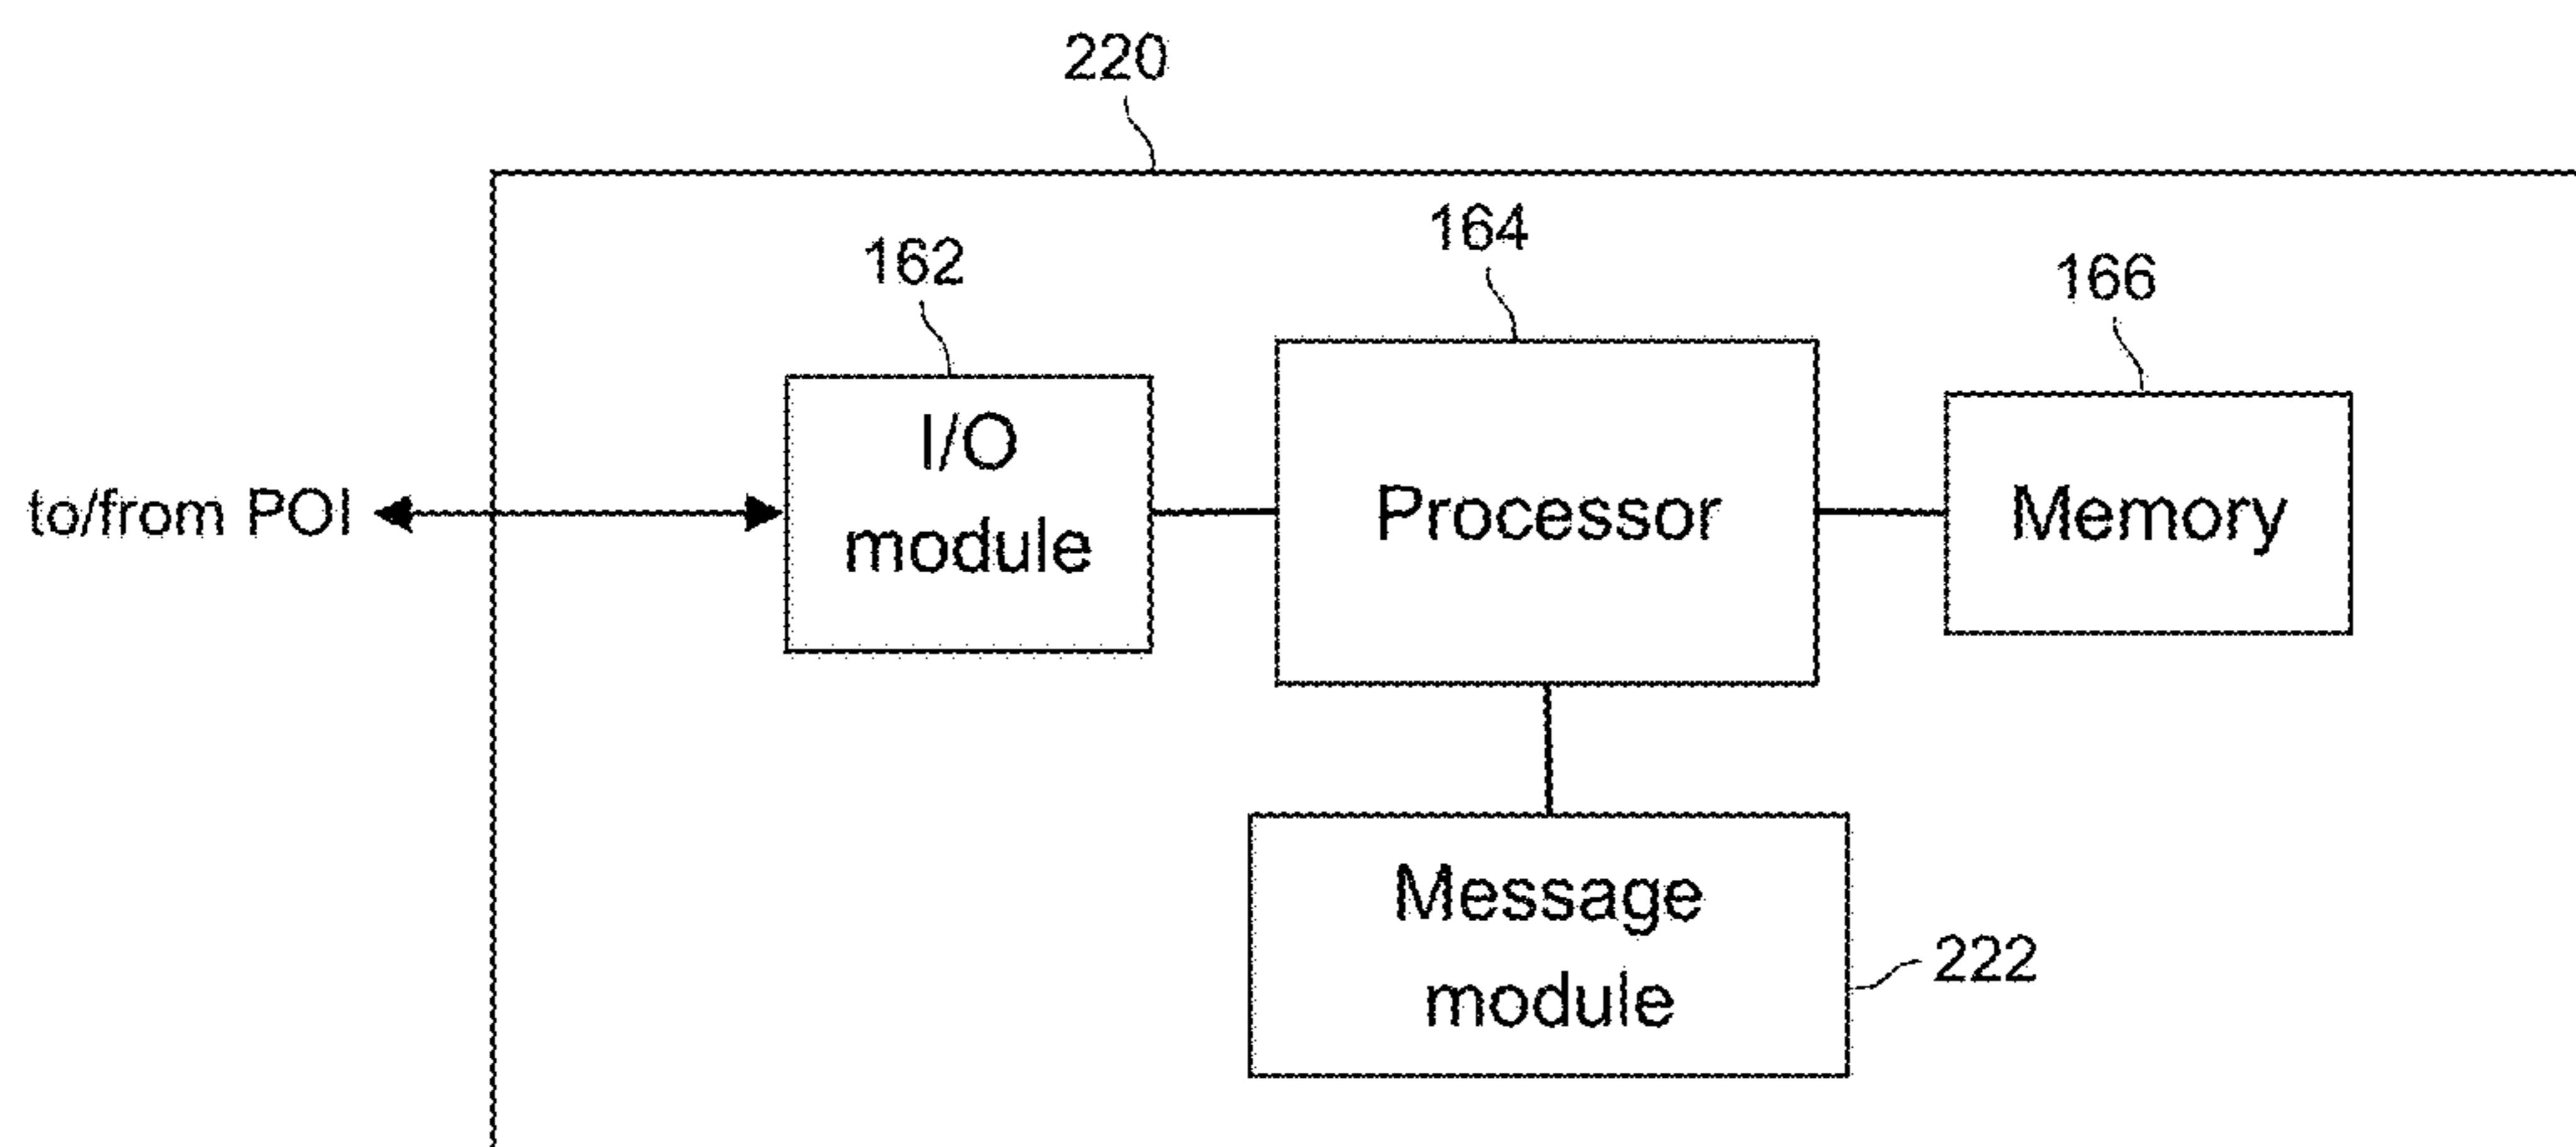 220
162
164
166
to/from POI
I/O
module
Processor
Memory
Message
module
222